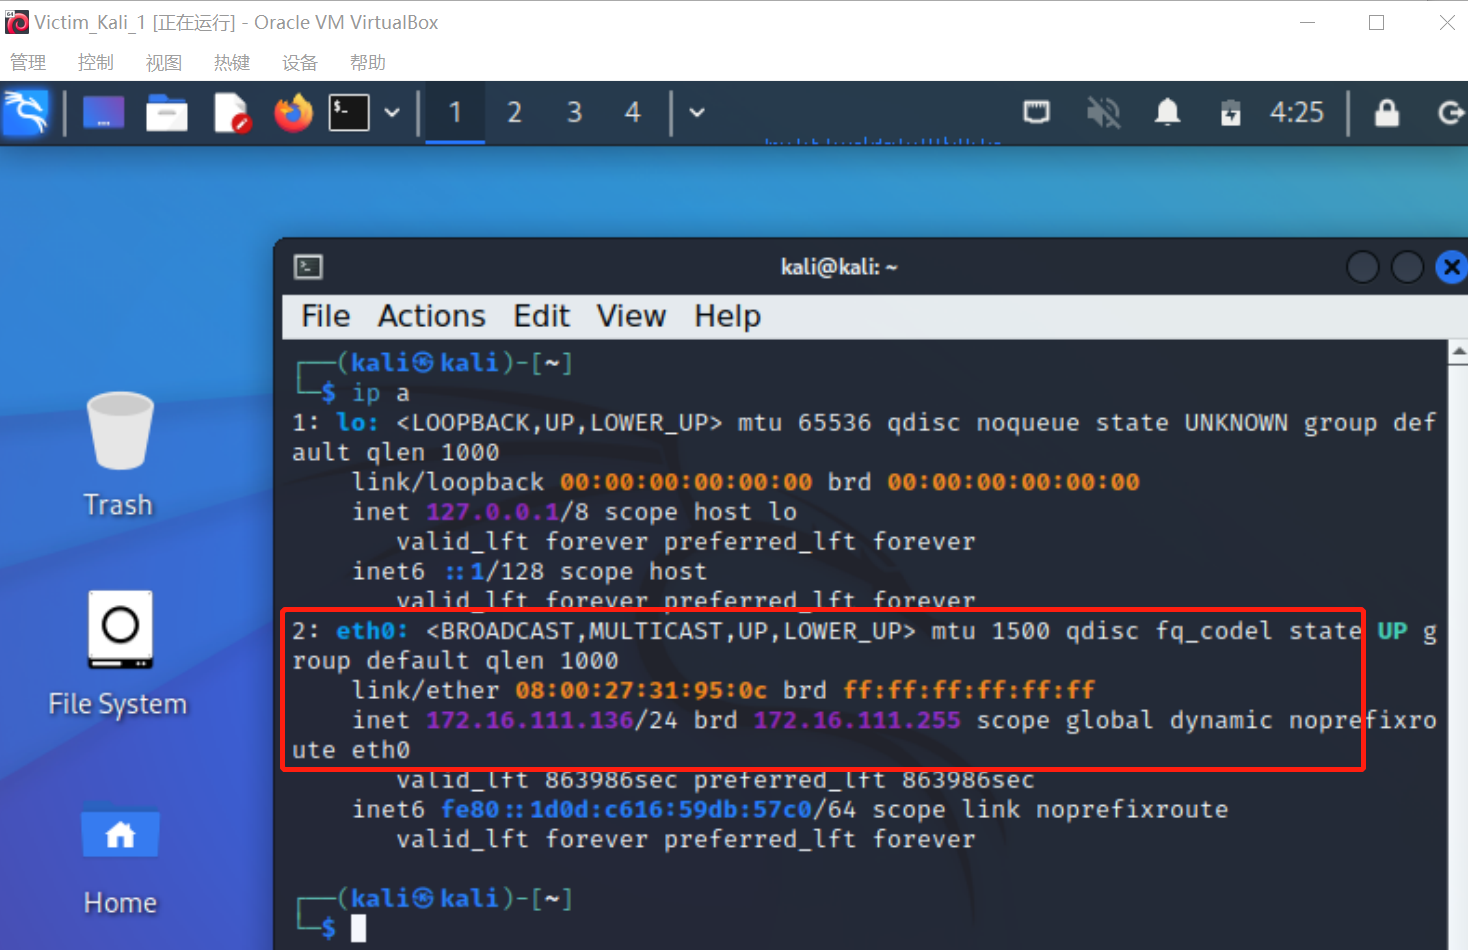 Victim_Kali_1 [正在运行] - Oracle VM VirtualBox
管理 控制 视图 热键 设备 帮助
1 2 3 4 4:25
kali@kali: ~
File Actions Edit View Help
┌──(kali㉿kali)-[~]
└─$ ip a
1: lo: <LOOPBACK,UP,LOWER_UP> mtu 65536 qdisc noqueue state UNKNOWN group def
ault qlen 1000
link/loopback 00:00:00:00:00:00 brd 00:00:00:00:00:00
inet 127.0.0.1/8 scope host lo
valid_lft forever preferred_lft forever
inet6 ::1/128 scope host
valid_lft forever preferred_lft forever
2: eth0: <BROADCAST,MULTICAST,UP,LOWER_UP> mtu 1500 qdisc fq_codel state UP g
roup default qlen 1000
link/ether 08:00:27:31:95:0c brd ff:ff:ff:ff:ff:ff
inet 172.16.111.136/24 brd 172.16.111.255 scope global dynamic noprefixro
ute eth0
valid_lft 863986sec preferred_lft 863986sec
inet6 fe80::1d0d:c616:59db:57c0/64 scope link noprefixroute
valid_lft forever preferred_lft forever
┌──(kali㉿kali)-[~]
└─$
Trash
File System
Home